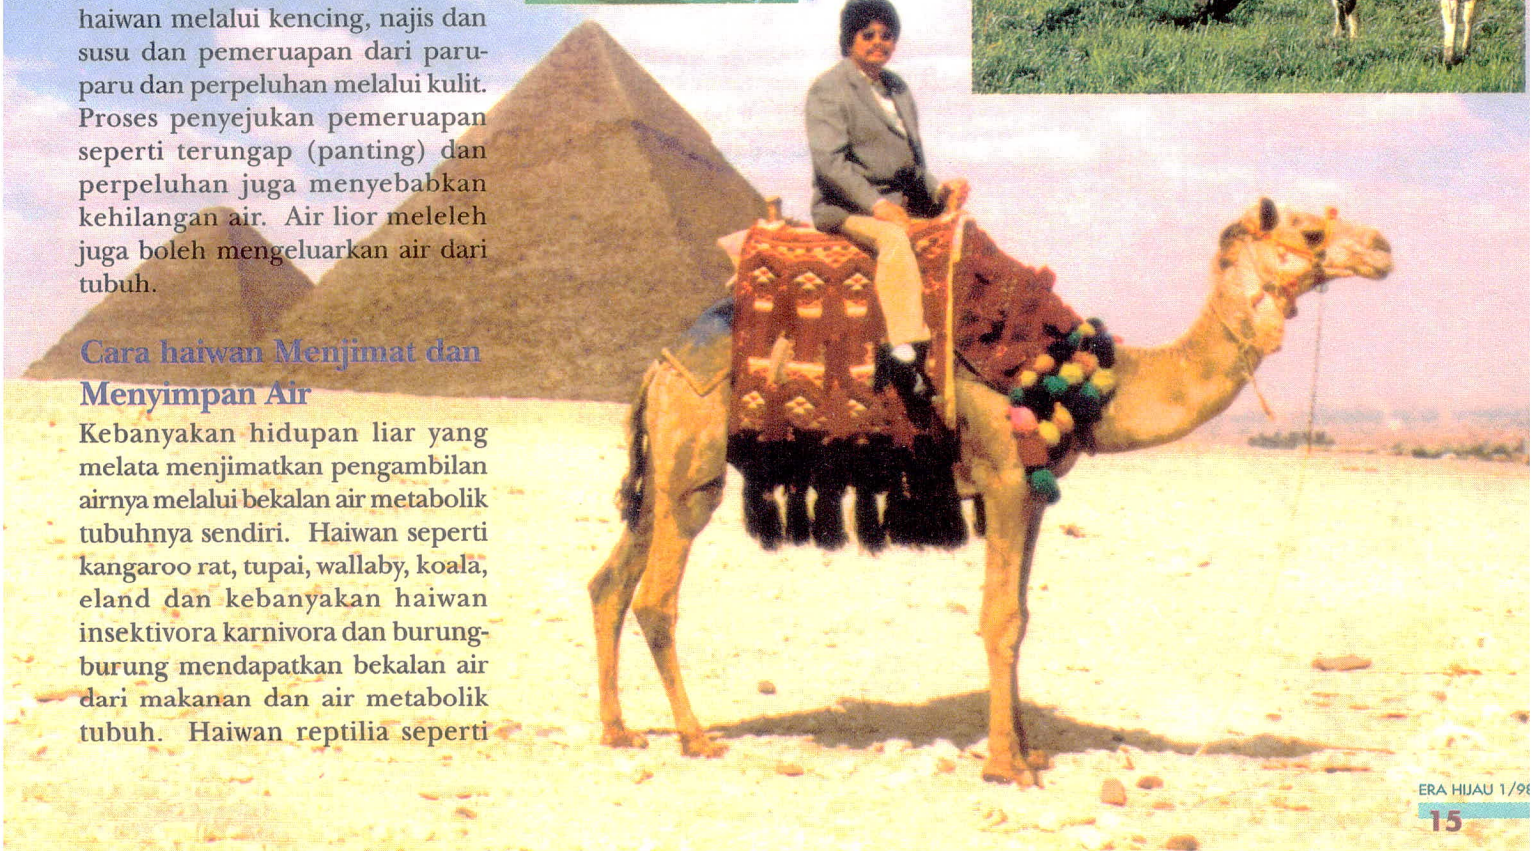 haiwan melalui kencing, najis dan
susu dan pemeruapan dari paru-
paru dan perpeluhan melalui kulit.
Proses penyejukan pemeruapan
seperti terungap (panting) dan
perpeluhan juga menyebabkan
kehilangan air. Air lior meleleh
juga boleh mengeluarkan air dari
tubuh.
Cara haiwan Menjimat dan
Menyimpan Air
Kebanyakan hidupan liar yang
melata menjimatkan pengambilan
airnya melalui bekalan air metabolik
tubuhnya sendiri. Haiwan seperti
kangaroo rat, tupai, wallaby, koala,
eland dan kebanyakan haiwan
insektivora karnivora dan burung-
burung mendapatkan bekalan air
dari makanan dan air metabolik
tubuh. Haiwan reptilia seperti
ERA HIJAU 1/98
15